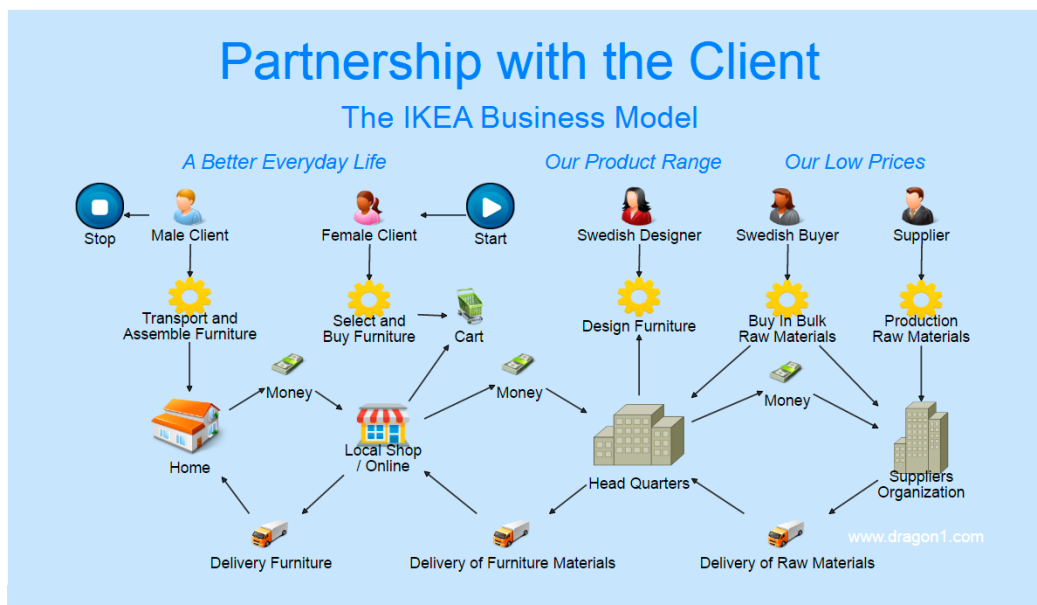 Partnership with the Client
The IKEA Business Model
A Better Everyday Life
Our Product Range
Our Low Prices
Stop
Male Client
Female Client
Start
Swedish Designer
Swedish Buyer
Supplier
Transport and
Assemble Furniture
Select and
Buy Furniture
Cart
Design Furniture
Buy In Bulk
Raw Materials
Production
Raw Materials
Money
Money
Money
Home
Local Shop
/ Online
Head Quarters
Suppliers
Organization
www.dragon1.com
Delivery Furniture
Delivery of Furniture Materials
Delivery of Raw Materials